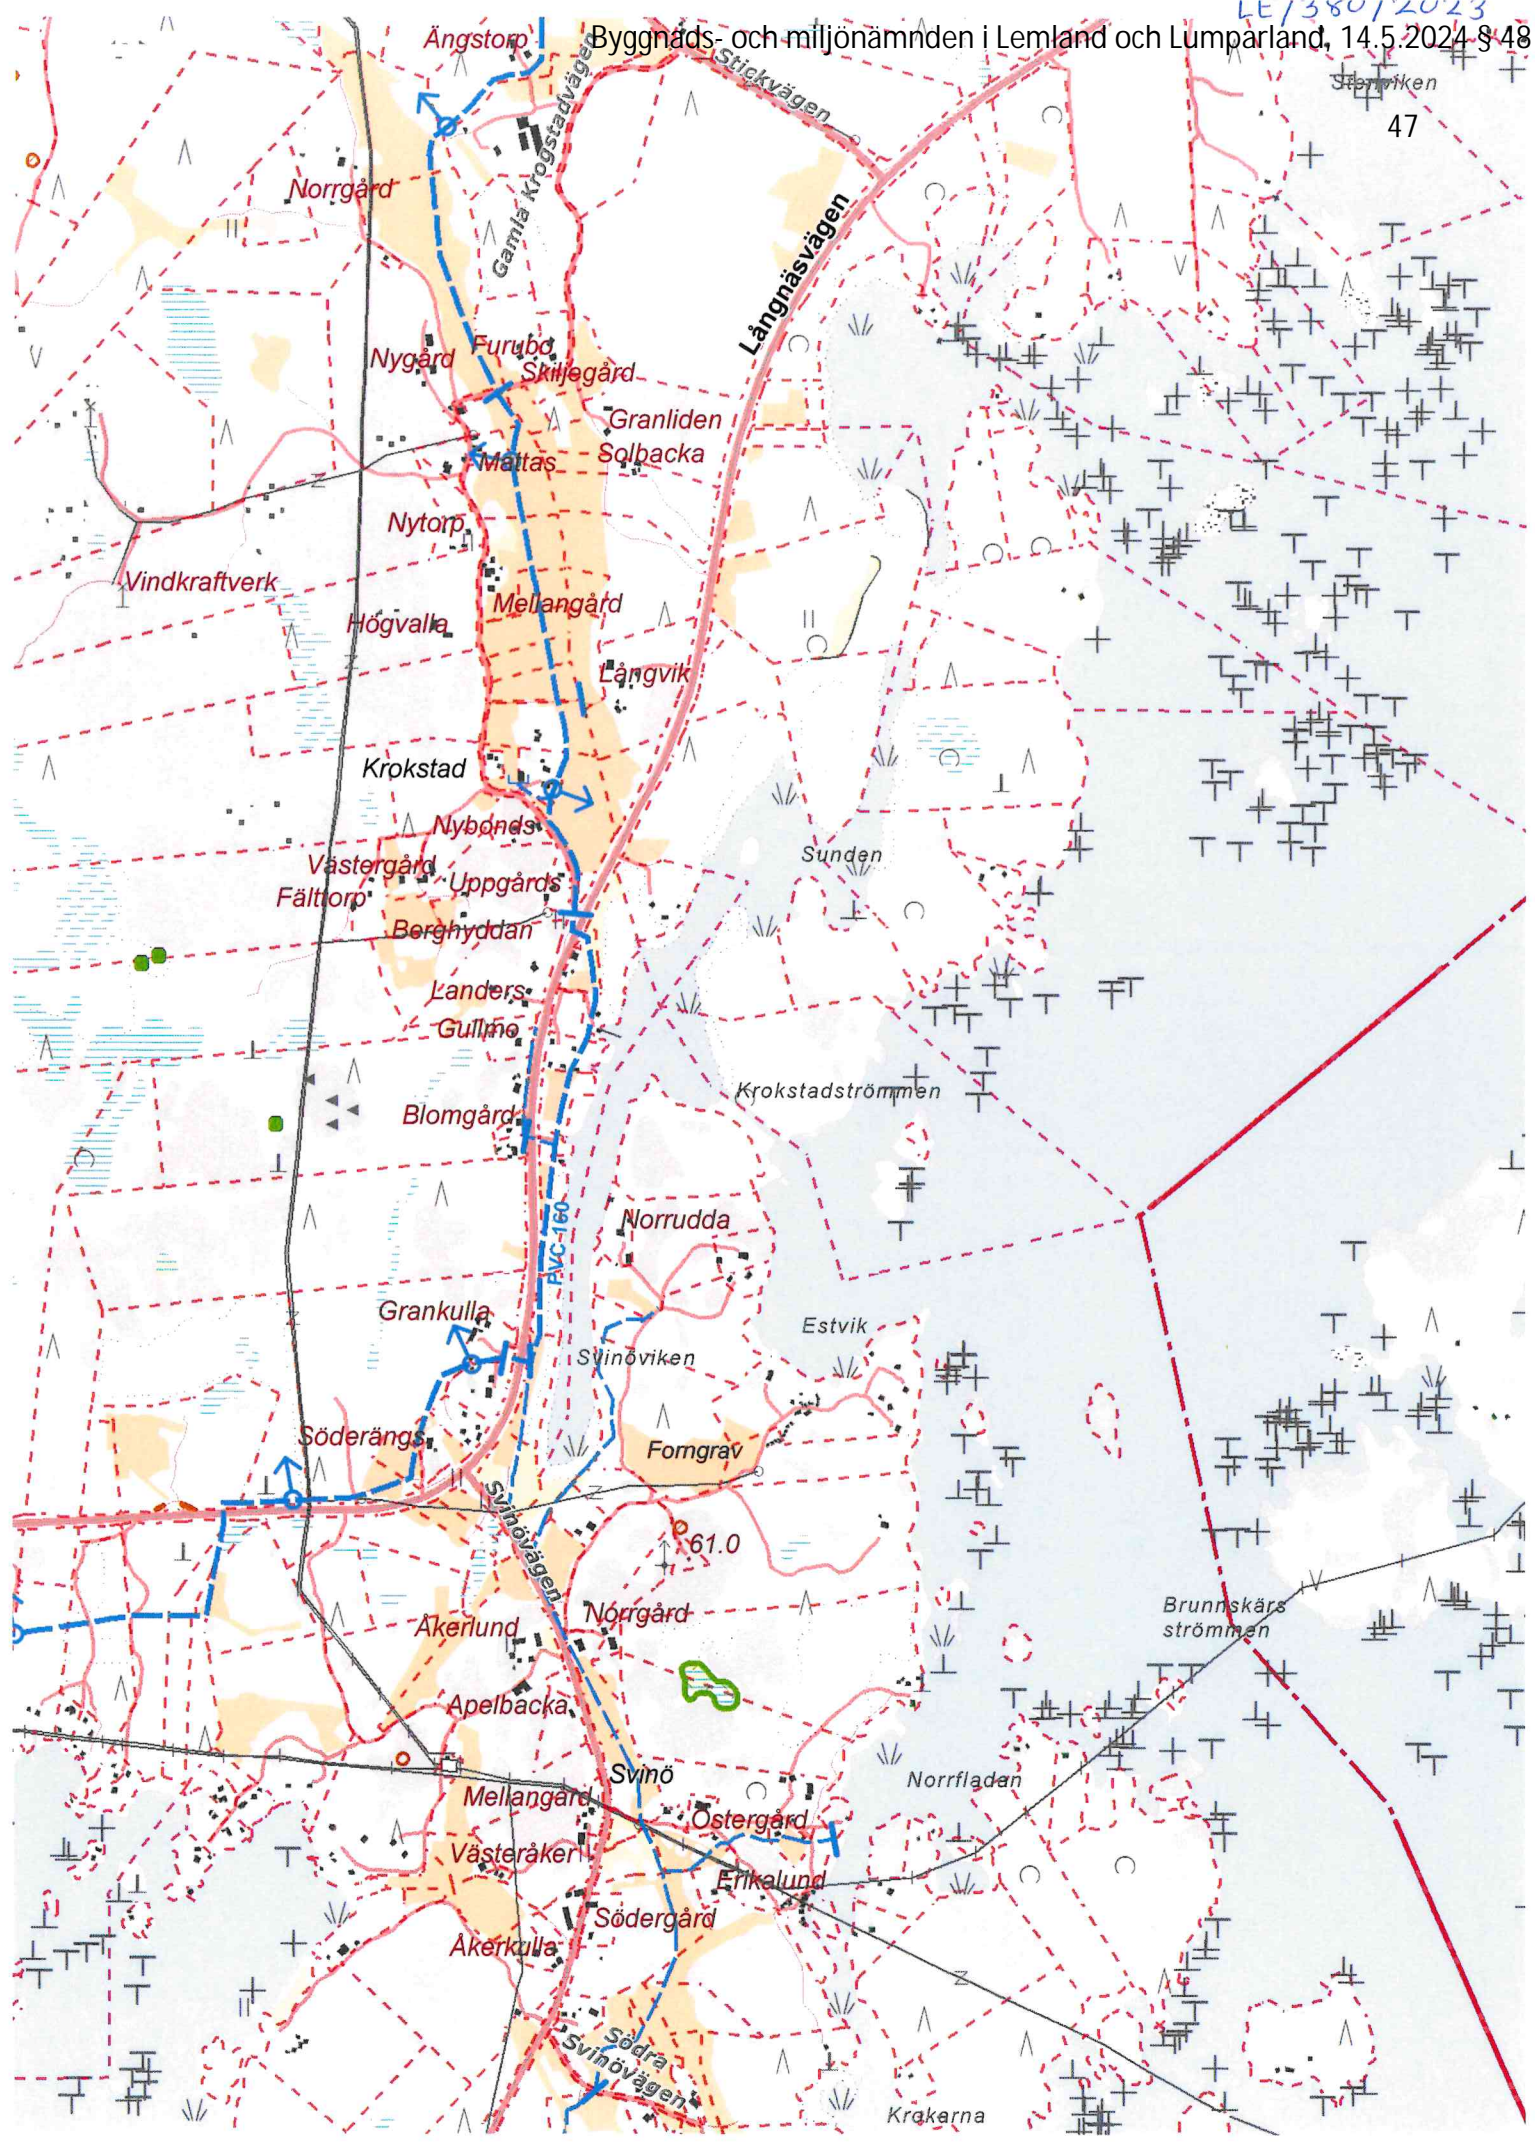 LE/380/2023
Byggnads- och miljönämnden i Lemland och Lumparland, 14.5.2024 § 48
47
Ängstorp
Gamla Krogstadvägen
Stickvägen
Stenviken
Norrgård
Långnäsvägen
Nygård
Furubo
Skiljegård
Granliden
Mattas
Solbacka
Nytorp
Vindkraftverk
Mellangård
Högvalla
Långvik
Krokstad
Nybonds
Sunden
Västergård
Uppgårds
Fälttorp
Berghyddan
Landers
Gullmo
Krokstadströmmen
Blomgård
Norrudda
PVC-160
Grankulla
Estvik
Svinöviken
Söderängs
Forngrav
Svinövägen
61.0
Norrgård
Åkerlund
Brunnskärs
strömmen
Apelbacka
Svinö
Norrfladan
Mellangård
Östergård
Västeråker
Erikalund
Södergård
Åkerkulla
Södra
Svinövägen
Krokarna